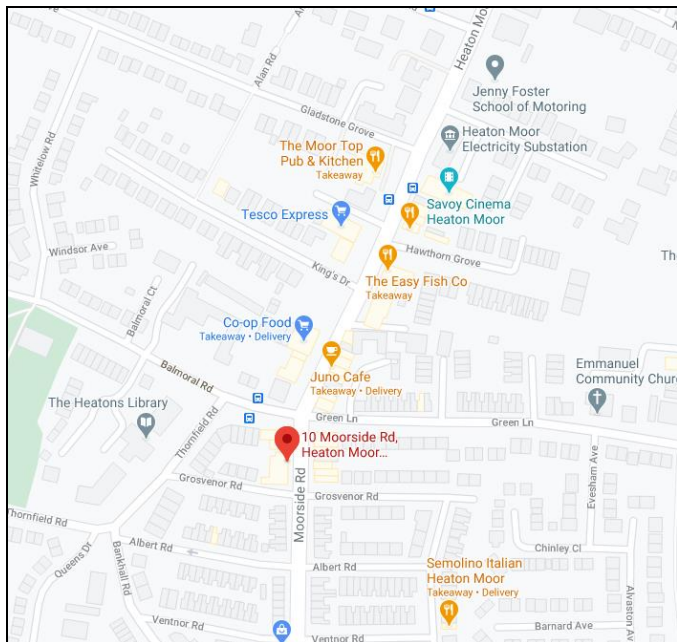 Heaton Moor
Alan Rd
Jenny Foster
School of Motoring
Gladstone Grove
Whitelow Rd
Heaton Moor
Electricity Substation
The Moor Top
Pub & Kitchen
Takeaway
Savoy Cinema
Heaton Moor
Tesco Express
Windsor Ave
Hawthorn Grove
King's Dr
The Easy Fish Co
Takeaway
Balmoral Ct
Co-op Food
Takeaway • Delivery
Juno Cafe
Takeaway • Delivery
Balmoral Rd
Emmanuel
Community Churc
The Heatons Library
Thornfield Rd
Green Ln
Green Ln
10 Moorside Rd,
Heaton Moor...
Moorside Rd
Grosvenor Rd
Grosvenor Rd
Evesham Ave
Thornfield Rd
Queens Dr
Bankhall Rd
Albert Rd
Albert Rd
Chinley Cl
Semolino Italian
Heaton Moor
Takeaway • Delivery
Alvaston Av
Ventnor Rd
Ventnor Rd
Barnard Ave